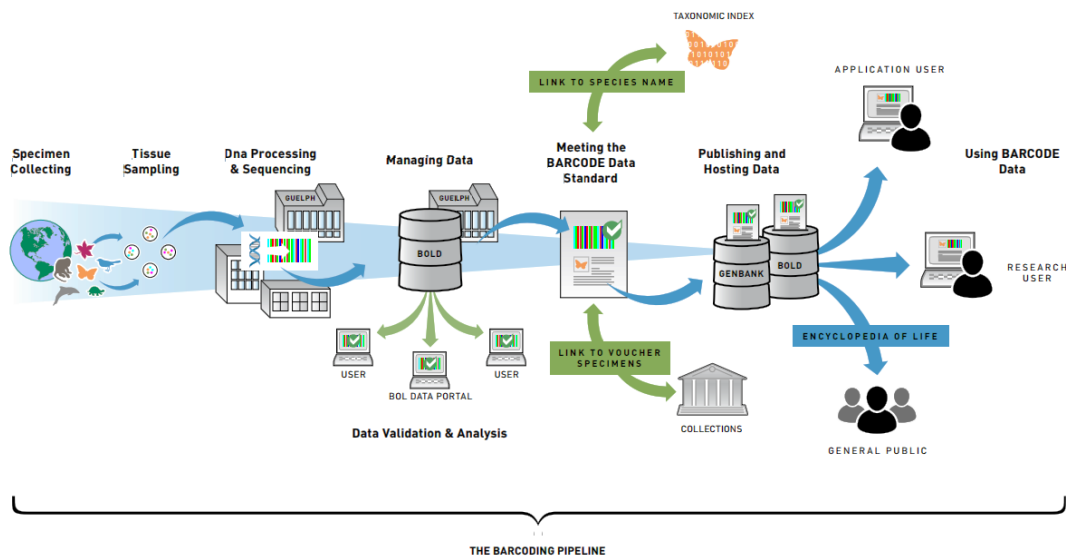 TAXONOMIC INDEX
LINK TO SPECIES NAME
APPLICATION USER
Specimen
Collecting
Tissue
Sampling
Dna Processing
& Sequencing
Managing Data
Meeting the
BARCODE Data
Standard
Publishing and
Hosting Data
Using BARCODE
Data
GUELPH
GUELPH
BOLD
GENBANK
BOLD
RESEARCH
USER
USER
BOL DATA PORTAL
USER
Data Validation & Analysis
LINK TO VOUCHER
SPECIMENS
COLLECTIONS
ENCYCLOPEDIA OF LIFE
GENERAL PUBLIC
THE BARCODING PIPELINE